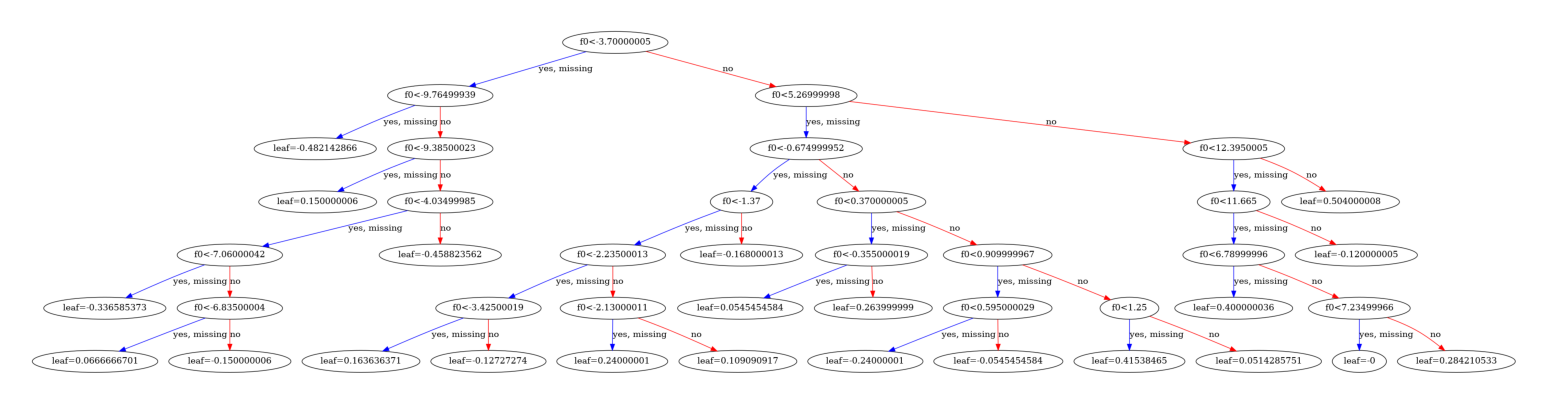 f0<-3.70000005
yes, missing
no
f0<-9.76499939
f0<5.26999998
yes, missing
no
yes, missing
no
leaf=-0.482142866
f0<-9.38500023
f0<-0.674999952
f0<12.3950005
yes, missing
no
yes, missing
no
yes, missing
no
leaf=0.150000006
f0<-4.03499985
f0<-1.37
f0<0.370000005
f0<11.665
leaf=0.504000008
yes, missing
no
yes, missing
no
yes, missing
no
yes, missing
no
f0<-7.06000042
leaf=-0.458823562
f0<-2.23500013
leaf=-0.168000013
f0<-0.355000019
f0<0.909999967
f0<6.78999996
leaf=-0.120000005
yes, missing
no
yes, missing
no
yes, missing
no
yes, missing
no
yes, missing
no
leaf=-0.336585373
f0<-6.83500004
f0<-3.42500019
f0<-2.13000011
leaf=0.0545454584
leaf=0.263999999
f0<0.595000029
f0<1.25
leaf=0.400000036
f0<7.23499966
yes, missing
no
yes, missing
no
yes, missing
no
yes, missing
no
yes, missing
no
yes, missing
no
leaf=0.0666666701
leaf=-0.150000006
leaf=0.163636371
leaf=-0.12727274
leaf=0.24000001
leaf=0.109090917
leaf=-0.24000001
leaf=-0.0545454584
leaf=0.41538465
leaf=0.0514285751
leaf=-0
leaf=0.284210533